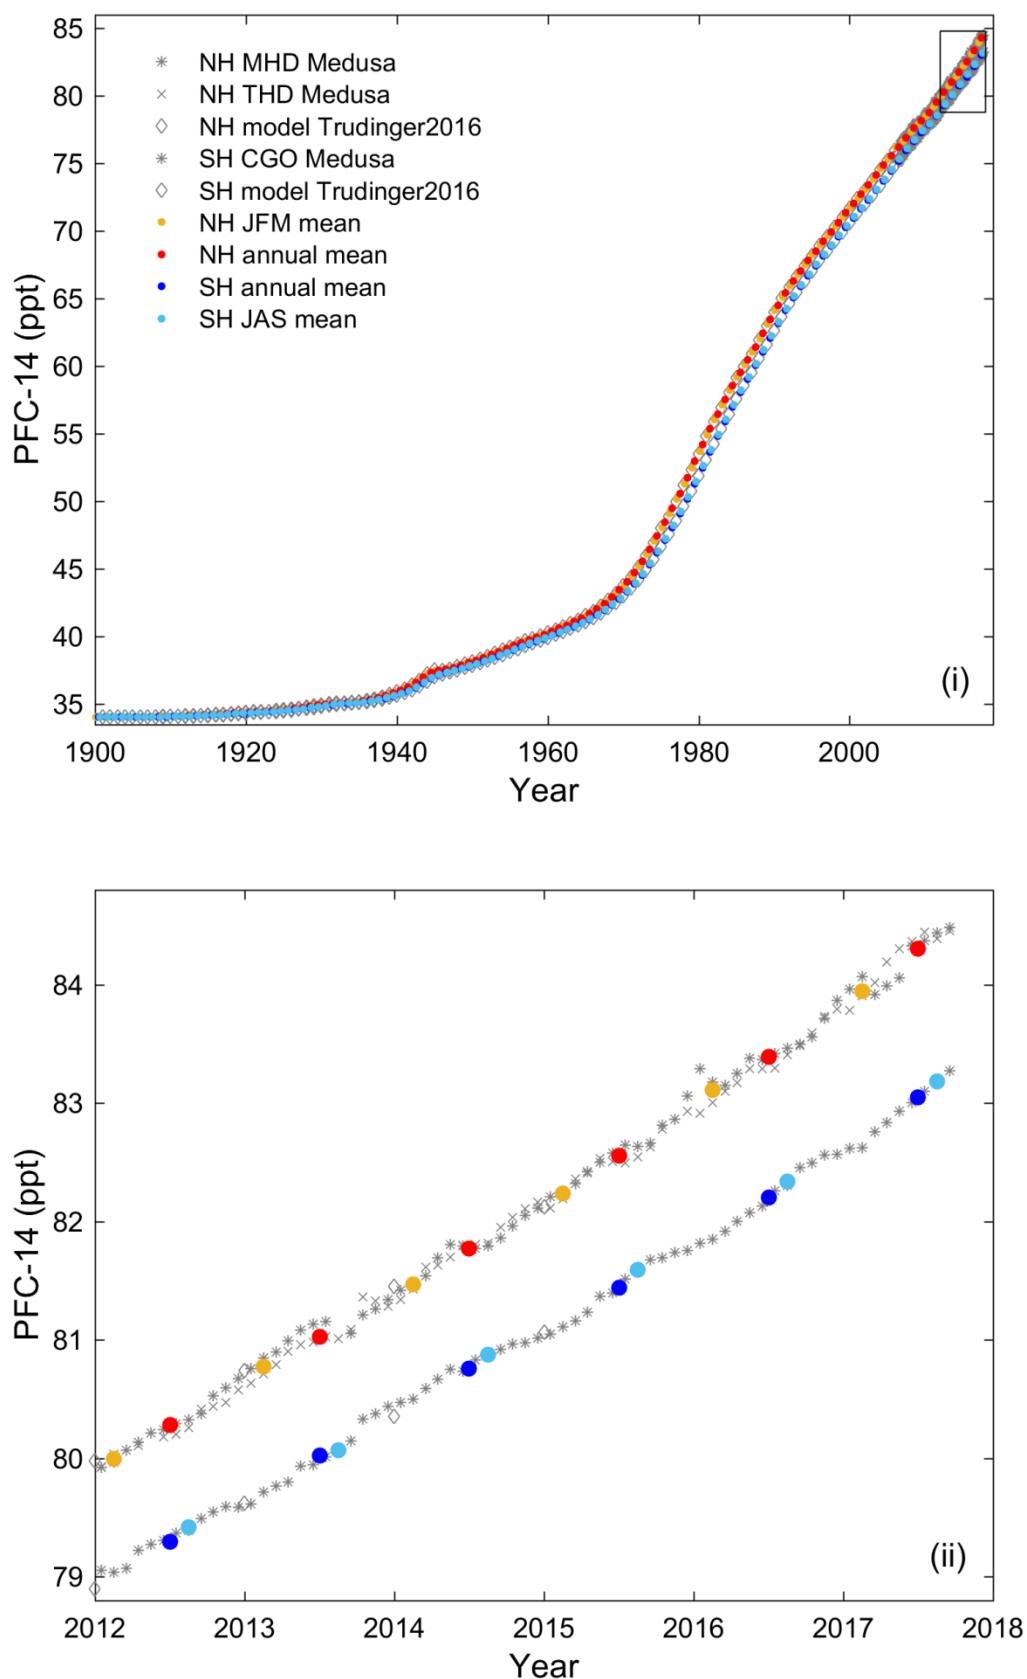 85
80
75
70
65
60
55
50
45
40
35
PFC-14 (ppt)
NH MHD Medusa
NH THD Medusa
NH model Trudinger2016
SH CGO Medusa
SH model Trudinger2016
NH JFM mean
NH annual mean
SH annual mean
SH JAS mean
(i)
1900 1920 1940 1960 1980 2000
Year
84
83
82
81
80
79
PFC-14 (ppt)
(ii)
2012 2013 2014 2015 2016 2017 2018
Year